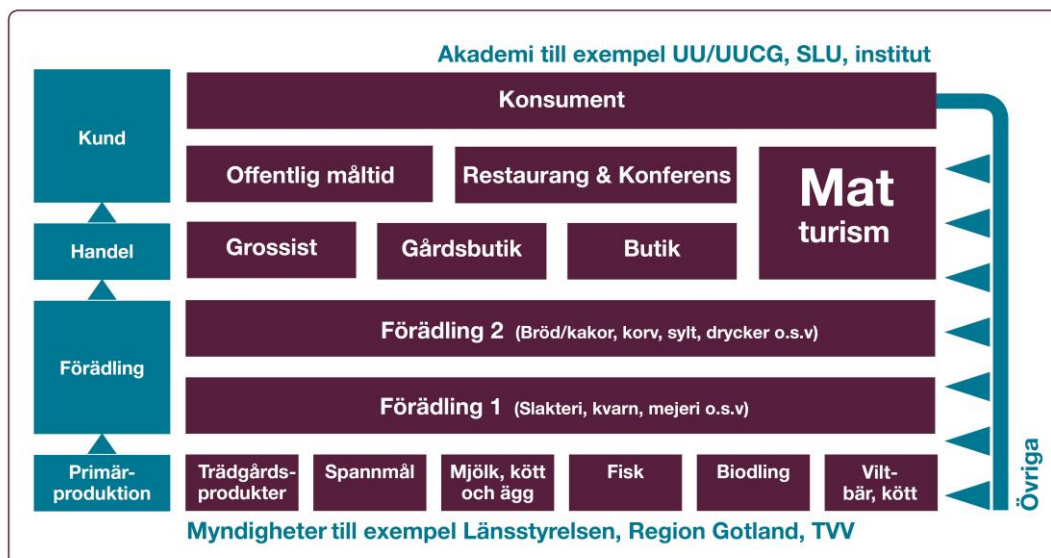 Akademi till exempel UU/UUCG, SLU, institut
Kund
Konsument
Offentlig måltid
Restaurang & Konferens
Mat
turism
Handel
Grossist
Gårdsbutik
Butik
Förädling
Förädling 2 (Bröd/kakor, korv, sylt, drycker o.s.v)
Förädling 1 (Slakteri, kvarn, mejeri o.s.v)
Primär-
produktion
Trädgårds-
produkter
Spannmål
Mjölk, kött
och ägg
Fisk
Biodling
Vilt-
bär, kött
Övriga
Myndigheter till exempel Länsstyrelsen, Region Gotland, TVV